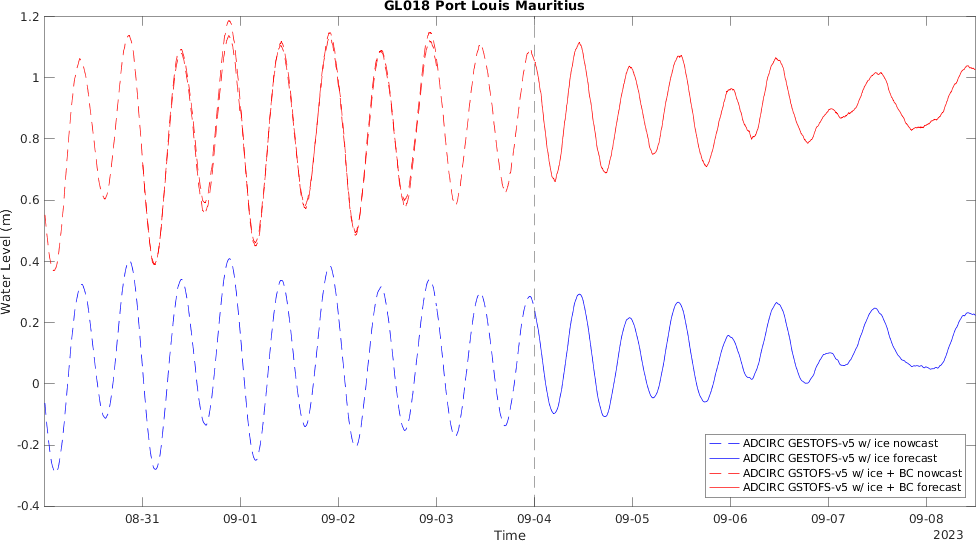 GL018 Port Louis Mauritius
1.2
1
0.8
0.6
0.4
0.2
0
-0.2
-0.4
Water Level (m)
ADCIRC GESTOFS-v5 w/ ice nowcast
ADCIRC GESTOFS-v5 w/ ice forecast
ADCIRC GSTOFS-v5 w/ ice + BC nowcast
ADCIRC GSTOFS-v5 w/ ice + BC forecast
08-31 09-01 09-02 09-03 09-04 09-05 09-06 09-07 09-08
Time
2023